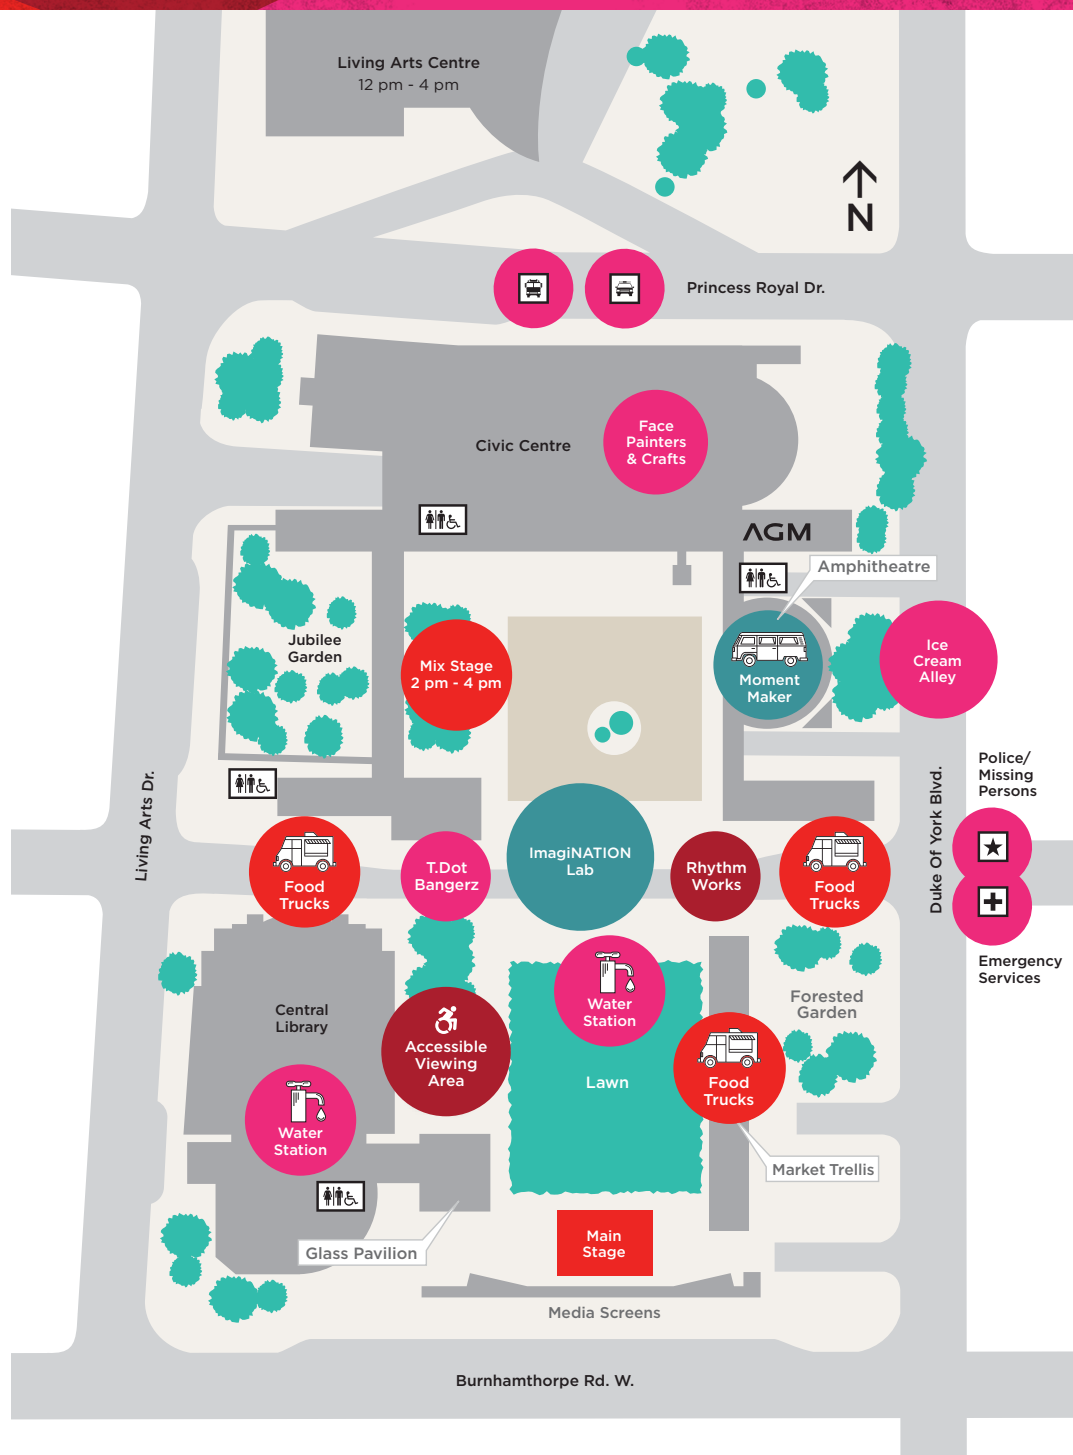 Living Arts Centre
12 pm - 4 pm
N
Princess Royal Dr.
Civic Centre
Face
Painters
& Crafts
AGM
Amphitheatre
Jubilee
Garden
Mix Stage
2 pm - 4 pm
Moment
Maker
Ice
Cream
Alley
Police/
Missing
Persons
Living Arts Dr.
Duke Of York Blvd.
Food
Trucks
T.Dot
Bangerz
ImagiNATION
Lab
Rhythm
Works
Food
Trucks
Emergency
Services
Central
Library
Accessible
Viewing
Area
Water
Station
Forested
Garden
Lawn
Food
Trucks
Water
Station
Market Trellis
Glass Pavilion
Main
Stage
Media Screens
Burnhamthorpe Rd. W.